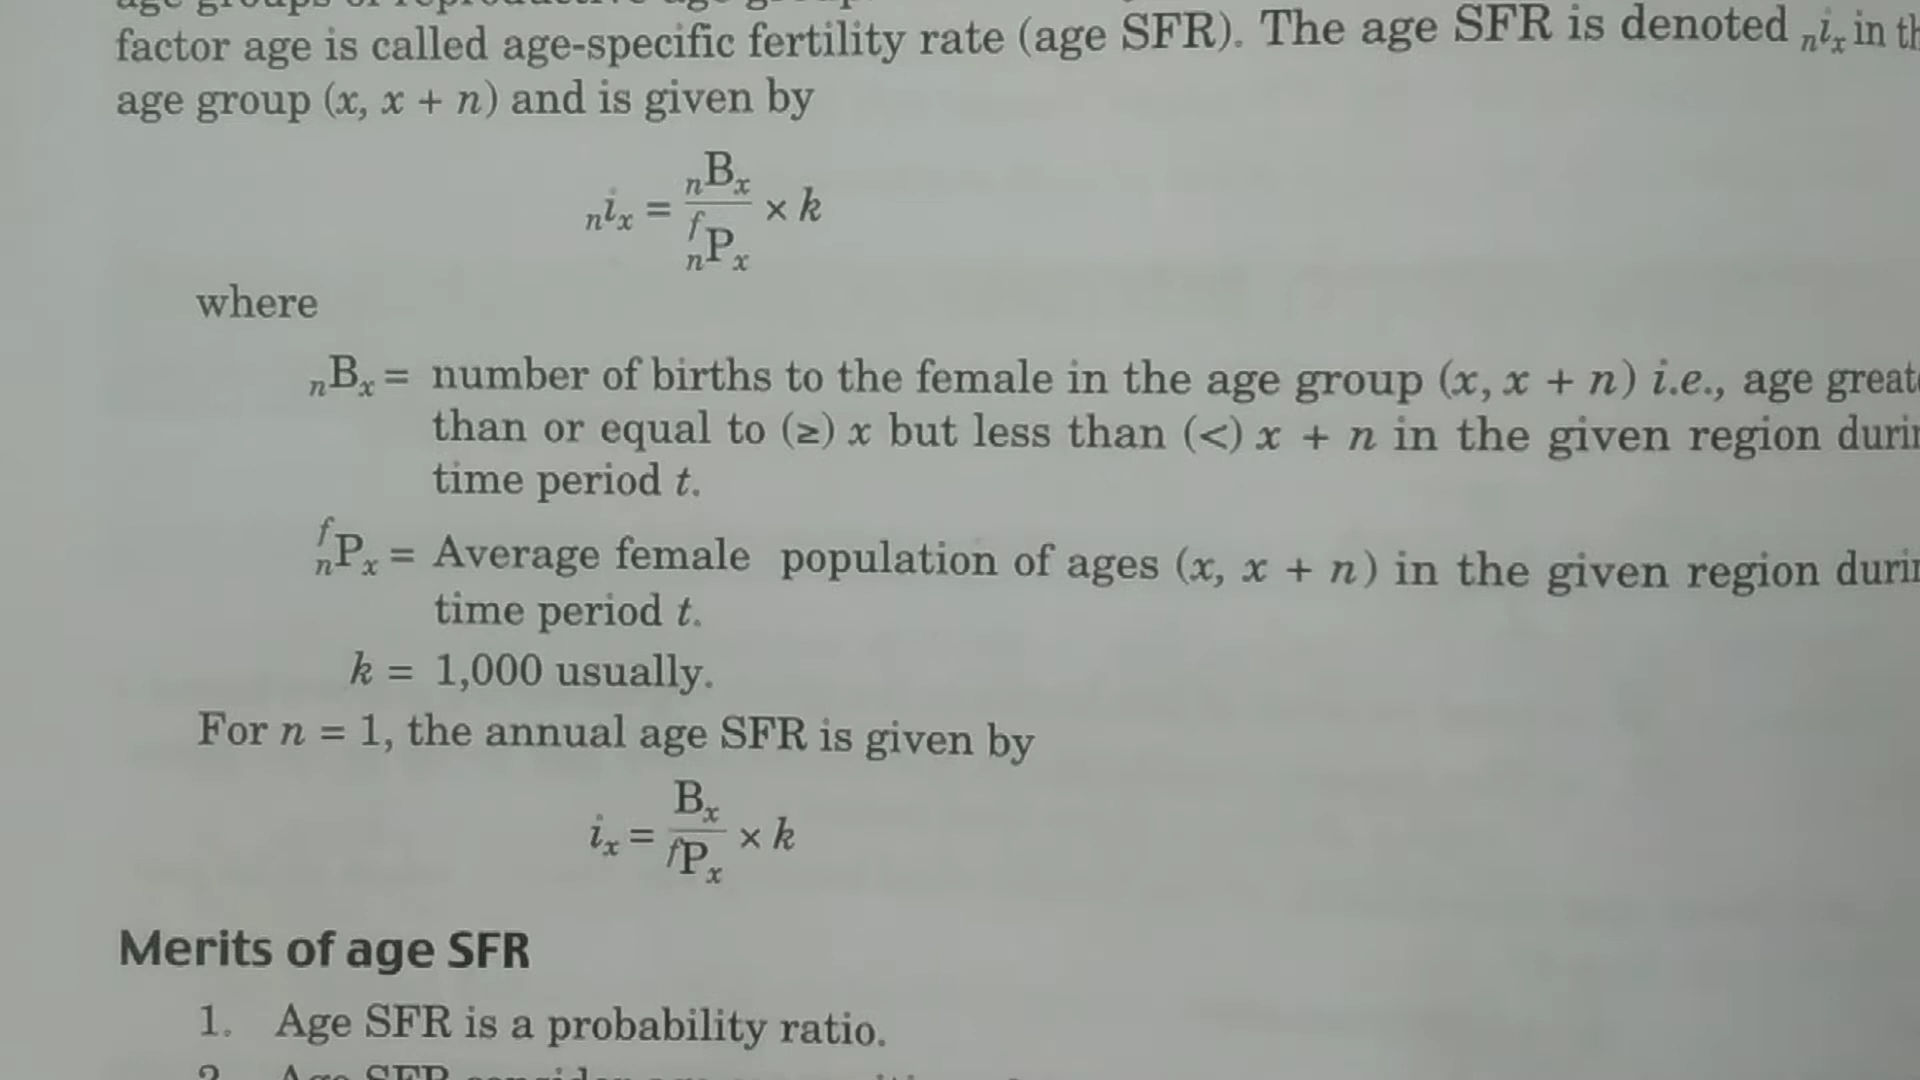 factor age is called age-specific fertility rate (age SFR). The age SFR is denoted ₙiₓ in
age group (x, x + n) and is given by
ₙiₓ = ₙBₓ / ᶠₙPₓ × k
where
ₙBₓ = number of births to the female in the age group (x, x + n) i.e., age
than or equal to (≥) x but less than (<) x + n in the given region
time period t.
ᶠₙPₓ = Average female population of ages (x, x + n) in the given region
time period t.
k = 1,000 usually.
For n = 1, the annual age SFR is given by
iₓ = Bₓ / ᶠPₓ × k
Merits of age SFR
1. Age SFR is a probability ratio.